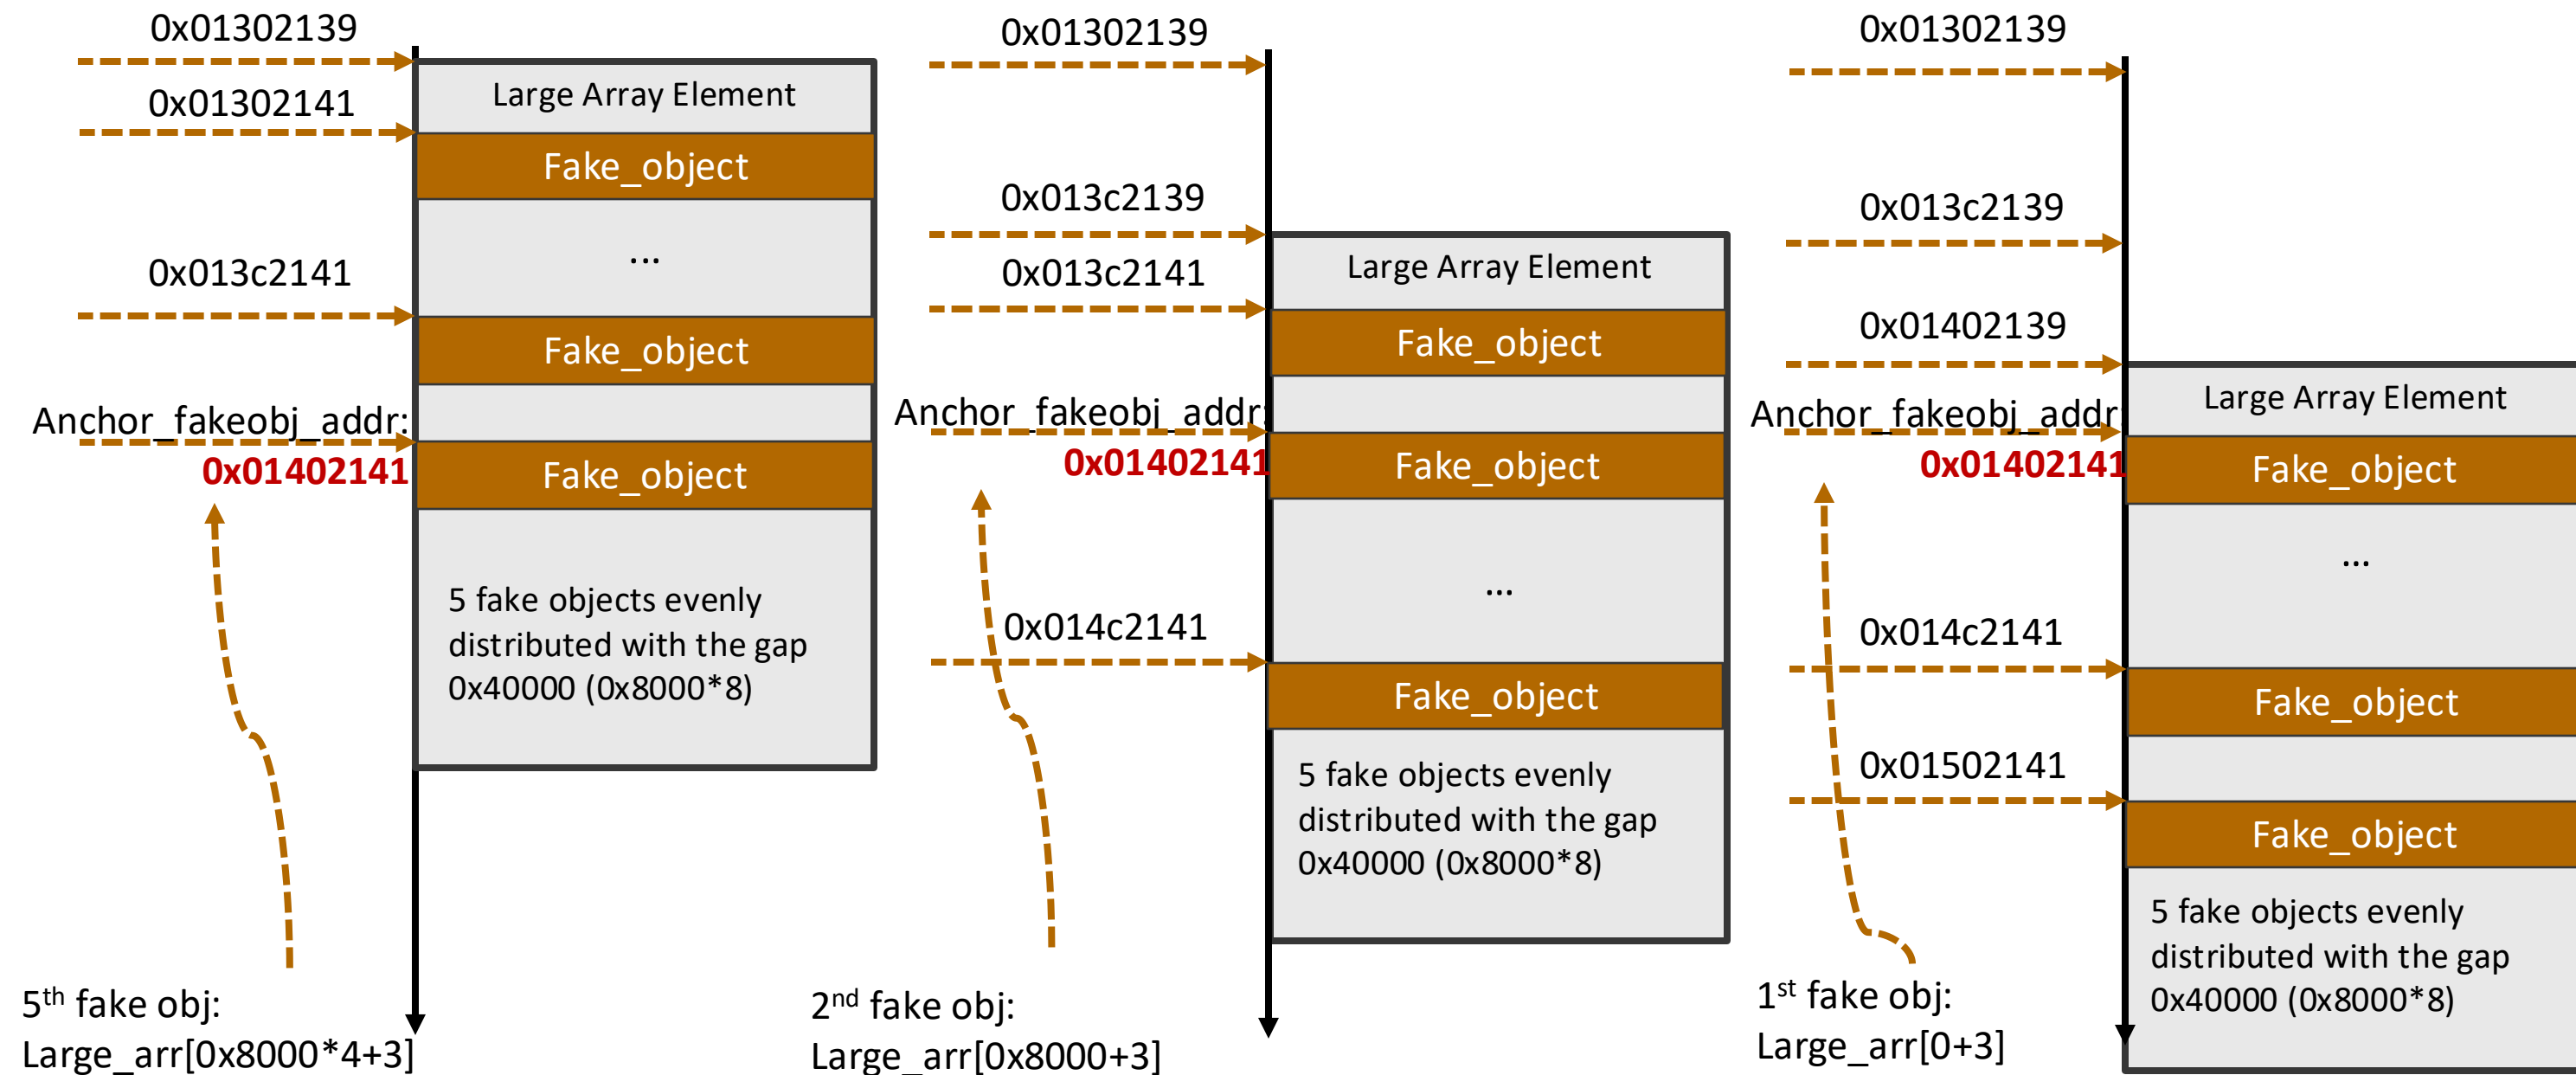 0x01302139
Large Array Element
0x01302141
Fake_object
...
0x013c2141
Fake_object
Anchor_fakeobj_addr:
0x01402141
Fake_object
5 fake objects evenly
distributed with the gap
0x40000 (0x8000*8)
5th fake obj:
Large_arr[0x8000*4+3]
0x01302139
0x013c2139
Large Array Element
0x013c2141
Fake_object
Anchor_fakeobj_addr:
0x01402141
Fake_object
...
0x014c2141
Fake_object
5 fake objects evenly
distributed with the gap
0x40000 (0x8000*8)
2nd fake obj:
Large_arr[0x8000+3]
0x01302139
0x013c2139
0x01402139
Large Array Element
Anchor_fakeobj_addr:
0x01402141
Fake_object
...
0x014c2141
Fake_object
0x01502141
Fake_object
5 fake objects evenly
distributed with the gap
0x40000 (0x8000*8)
1st fake obj:
Large_arr[0+3]